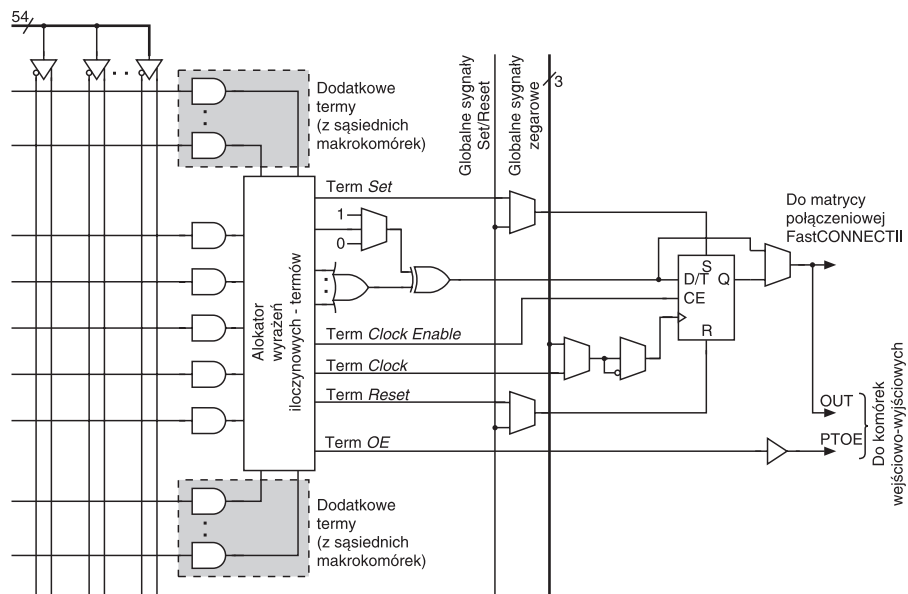 54
Dodatkowe
termy
(z sąsiednich
makrokomórek)
Globalne sygnały
Set/Reset
Globalne sygnały
zegarowe
3
Alokator
wyrażeń
iloczynowych - termów
Term Set
1
0
Term Clock Enable
Term Clock
Term Reset
Term OE
S
D/T
Q
CE
R
Do matrycy
połączeniowej
FastCONNECTII
OUT
PTOE
Do komórek
wejściowo-wyjściowych
Dodatkowe
termy
(z sąsiednich
makrokomórek)